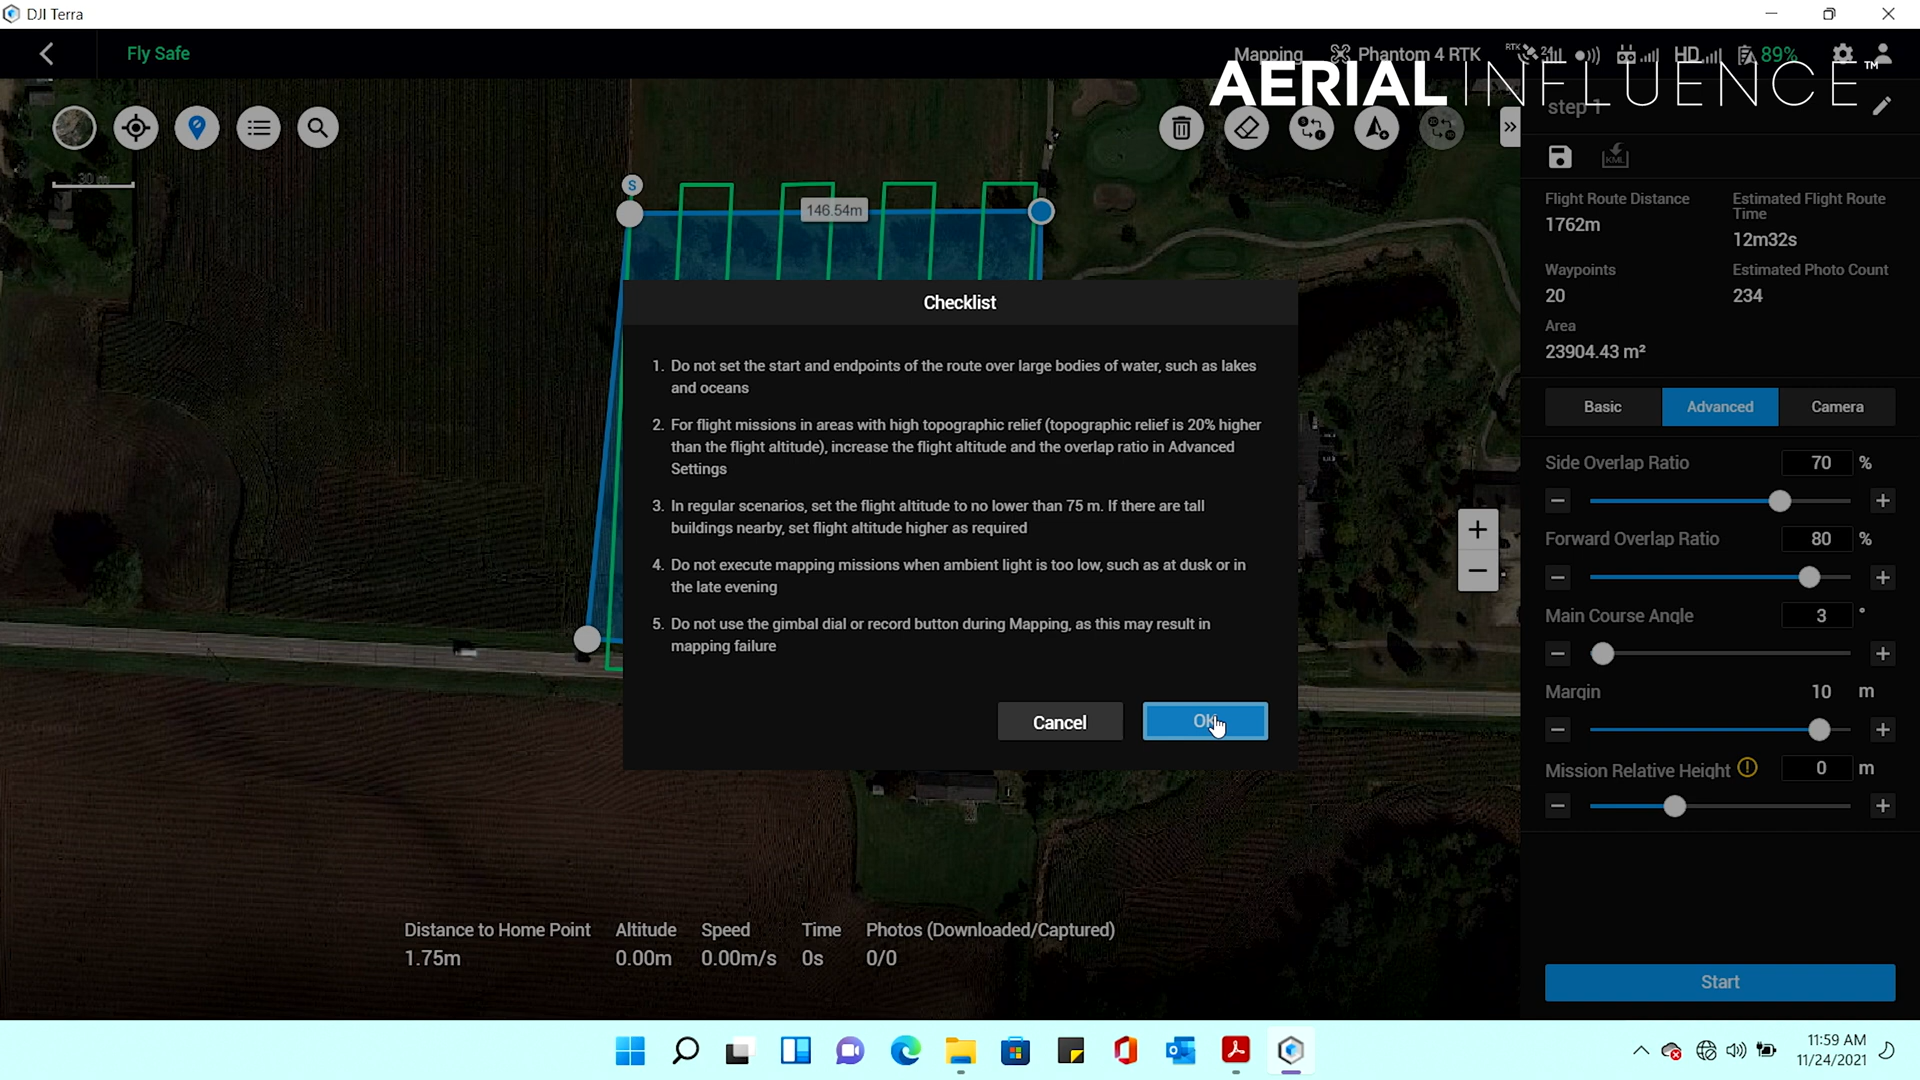 DJI Terra
Fly Safe
Mapping
Phantom 4 RTK
RTK
24
HD
89%
AERIAL INFLUENCE™
step 1
KML
30 m
S
146.54m
Flight Route Distance
1762m
Estimated Flight Route
Time
12m32s
Waypoints
20
Estimated Photo Count
234
Area
23904.43 m²
Checklist
1. Do not set the start and endpoints of the route over large bodies of water, such as lakes
and oceans
2. For flight missions in areas with high topographic relief (topographic relief is 20% higher
than the flight altitude), increase the flight altitude and the overlap ratio in Advanced
Settings
3. In regular scenarios, set the flight altitude to no lower than 75 m. If there are tall
buildings nearby, set flight altitude higher as required
4. Do not execute mapping missions when ambient light is too low, such as at dusk or in
the late evening
5. Do not use the gimbal dial or record button during Mapping, as this may result in
mapping failure
Cancel
OK
Basic
Advanced
Camera
Side Overlap Ratio
70 %
Forward Overlap Ratio
80 %
Main Course Angle
3 °
Margin
10 m
Mission Relative Height
0 m
Distance to Home Point
1.75m
Altitude
0.00m
Speed
0.00m/s
Time
0s
Photos (Downloaded/Captured)
0/0
Start
11:59 AM
11/24/2021